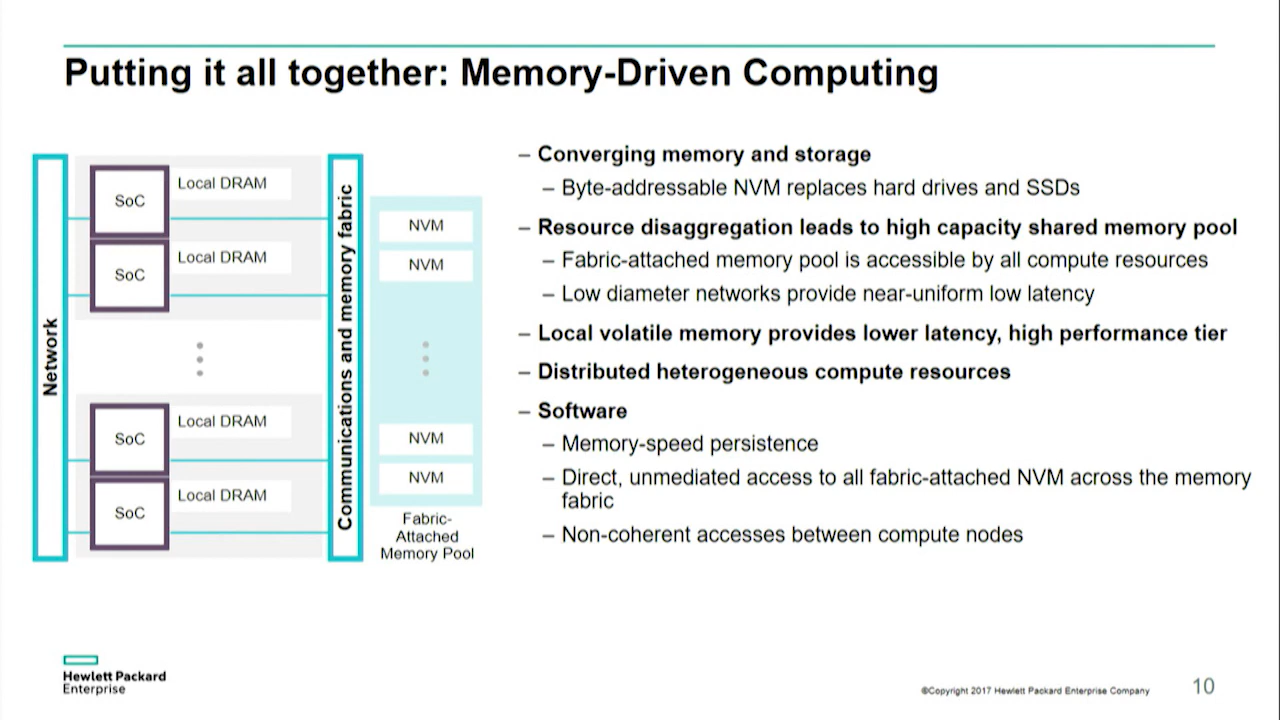 Putting it all together: Memory-Driven Computing
Network
SoC
Local DRAM
SoC
Local DRAM
SoC
Local DRAM
SoC
Local DRAM
Communications and memory fabric
NVM
NVM
NVM
NVM
Fabric-
Attached
Memory Pool
– Converging memory and storage
– Byte-addressable NVM replaces hard drives and SSDs
– Resource disaggregation leads to high capacity shared memory pool
– Fabric-attached memory pool is accessible by all compute resources
– Low diameter networks provide near-uniform low latency
– Local volatile memory provides lower latency, high performance tier
– Distributed heterogeneous compute resources
– Software
– Memory-speed persistence
– Direct, unmediated access to all fabric-attached NVM across the memory
fabric
– Non-coherent accesses between compute nodes
Hewlett Packard
Enterprise
©Copyright 2017 Hewlett Packard Enterprise Company
10